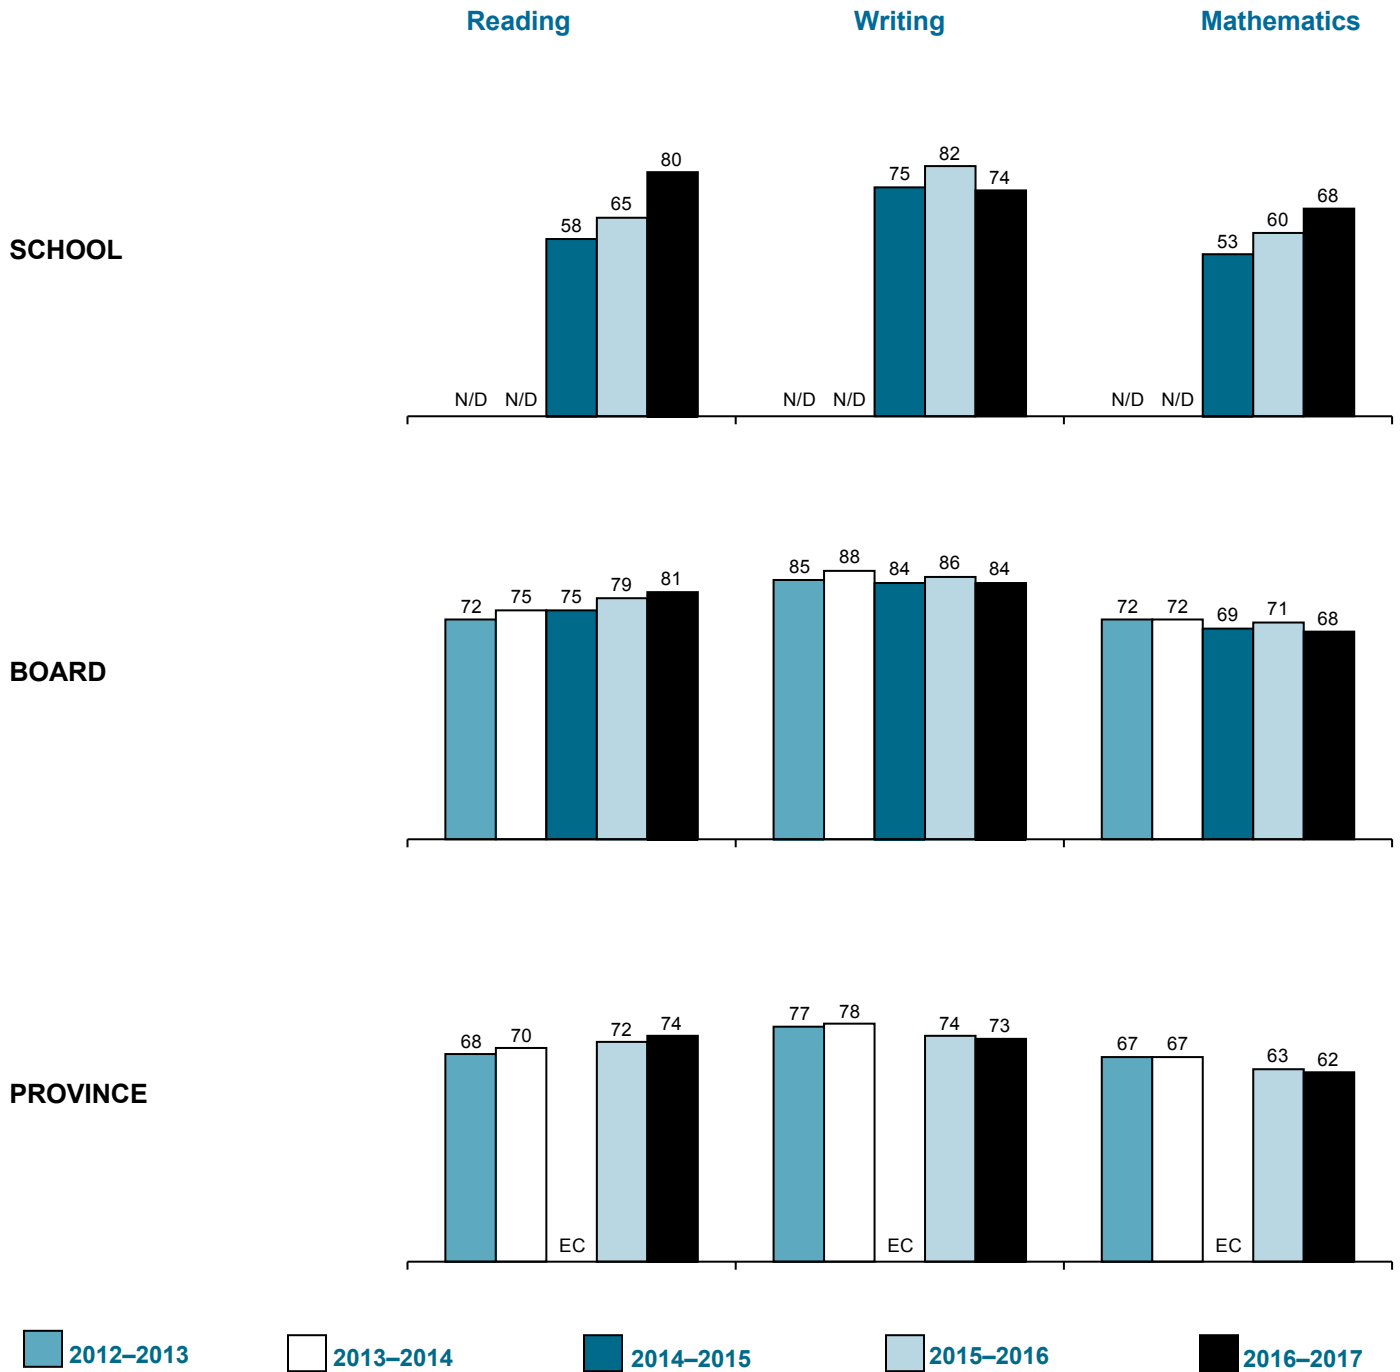 Reading Writing Mathematics
SCHOOL
58 65 80
N/D N/D
75 82 74
N/D N/D
53 60 68
N/D N/D
BOARD
72 75 75 79 81
85 88 84 86 84
72 72 69 71 68
PROVINCE
68 70 EC 72 74
77 78 EC 74 73
67 67 EC 63 62
2012–2013 2013–2014 2014–2015 2015–2016 2016–2017